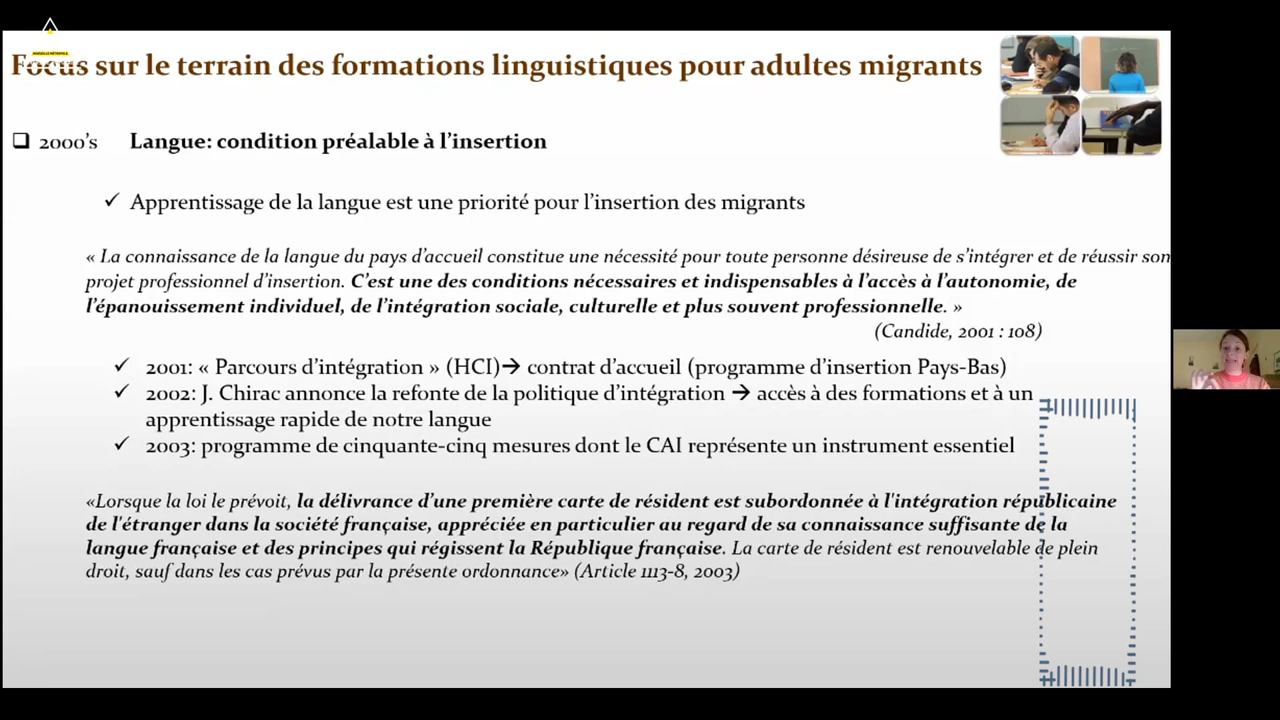 Focus sur le terrain des formations linguistiques pour adultes migrants
2000's Langue: condition préalable à l'insertion
Apprentissage de la langue est une priorité pour l'insertion des migrants
« La connaissance de la langue du pays d'accueil constitue une nécessité pour toute personne désireuse de s'intégrer et de réussir son
projet professionnel d'insertion. C'est une des conditions nécessaires et indispensables à l'accès à l'autonomie, de
l'épanouissement individuel, de l'intégration sociale, culturelle et plus souvent professionnelle. »
(Candide, 2001 : 108)
2001: « Parcours d'intégration » (HCI)→ contrat d'accueil (programme d'insertion Pays-Bas)
2002: J. Chirac annonce la refonte de la politique d'intégration → accès à des formations et à un
apprentissage rapide de notre langue
2003: programme de cinquante-cinq mesures dont le CAI représente un instrument essentiel
«Lorsque la loi le prévoit, la délivrance d'une première carte de résident est subordonnée à l'intégration républicaine
de l'étranger dans la société française, appréciée en particulier au regard de sa connaissance suffisante de la
langue française et des principes qui régissent la République française. La carte de résident est renouvelable de plein
droit, sauf dans les cas prévus par la présente ordonnance» (Article 1113-8, 2003)